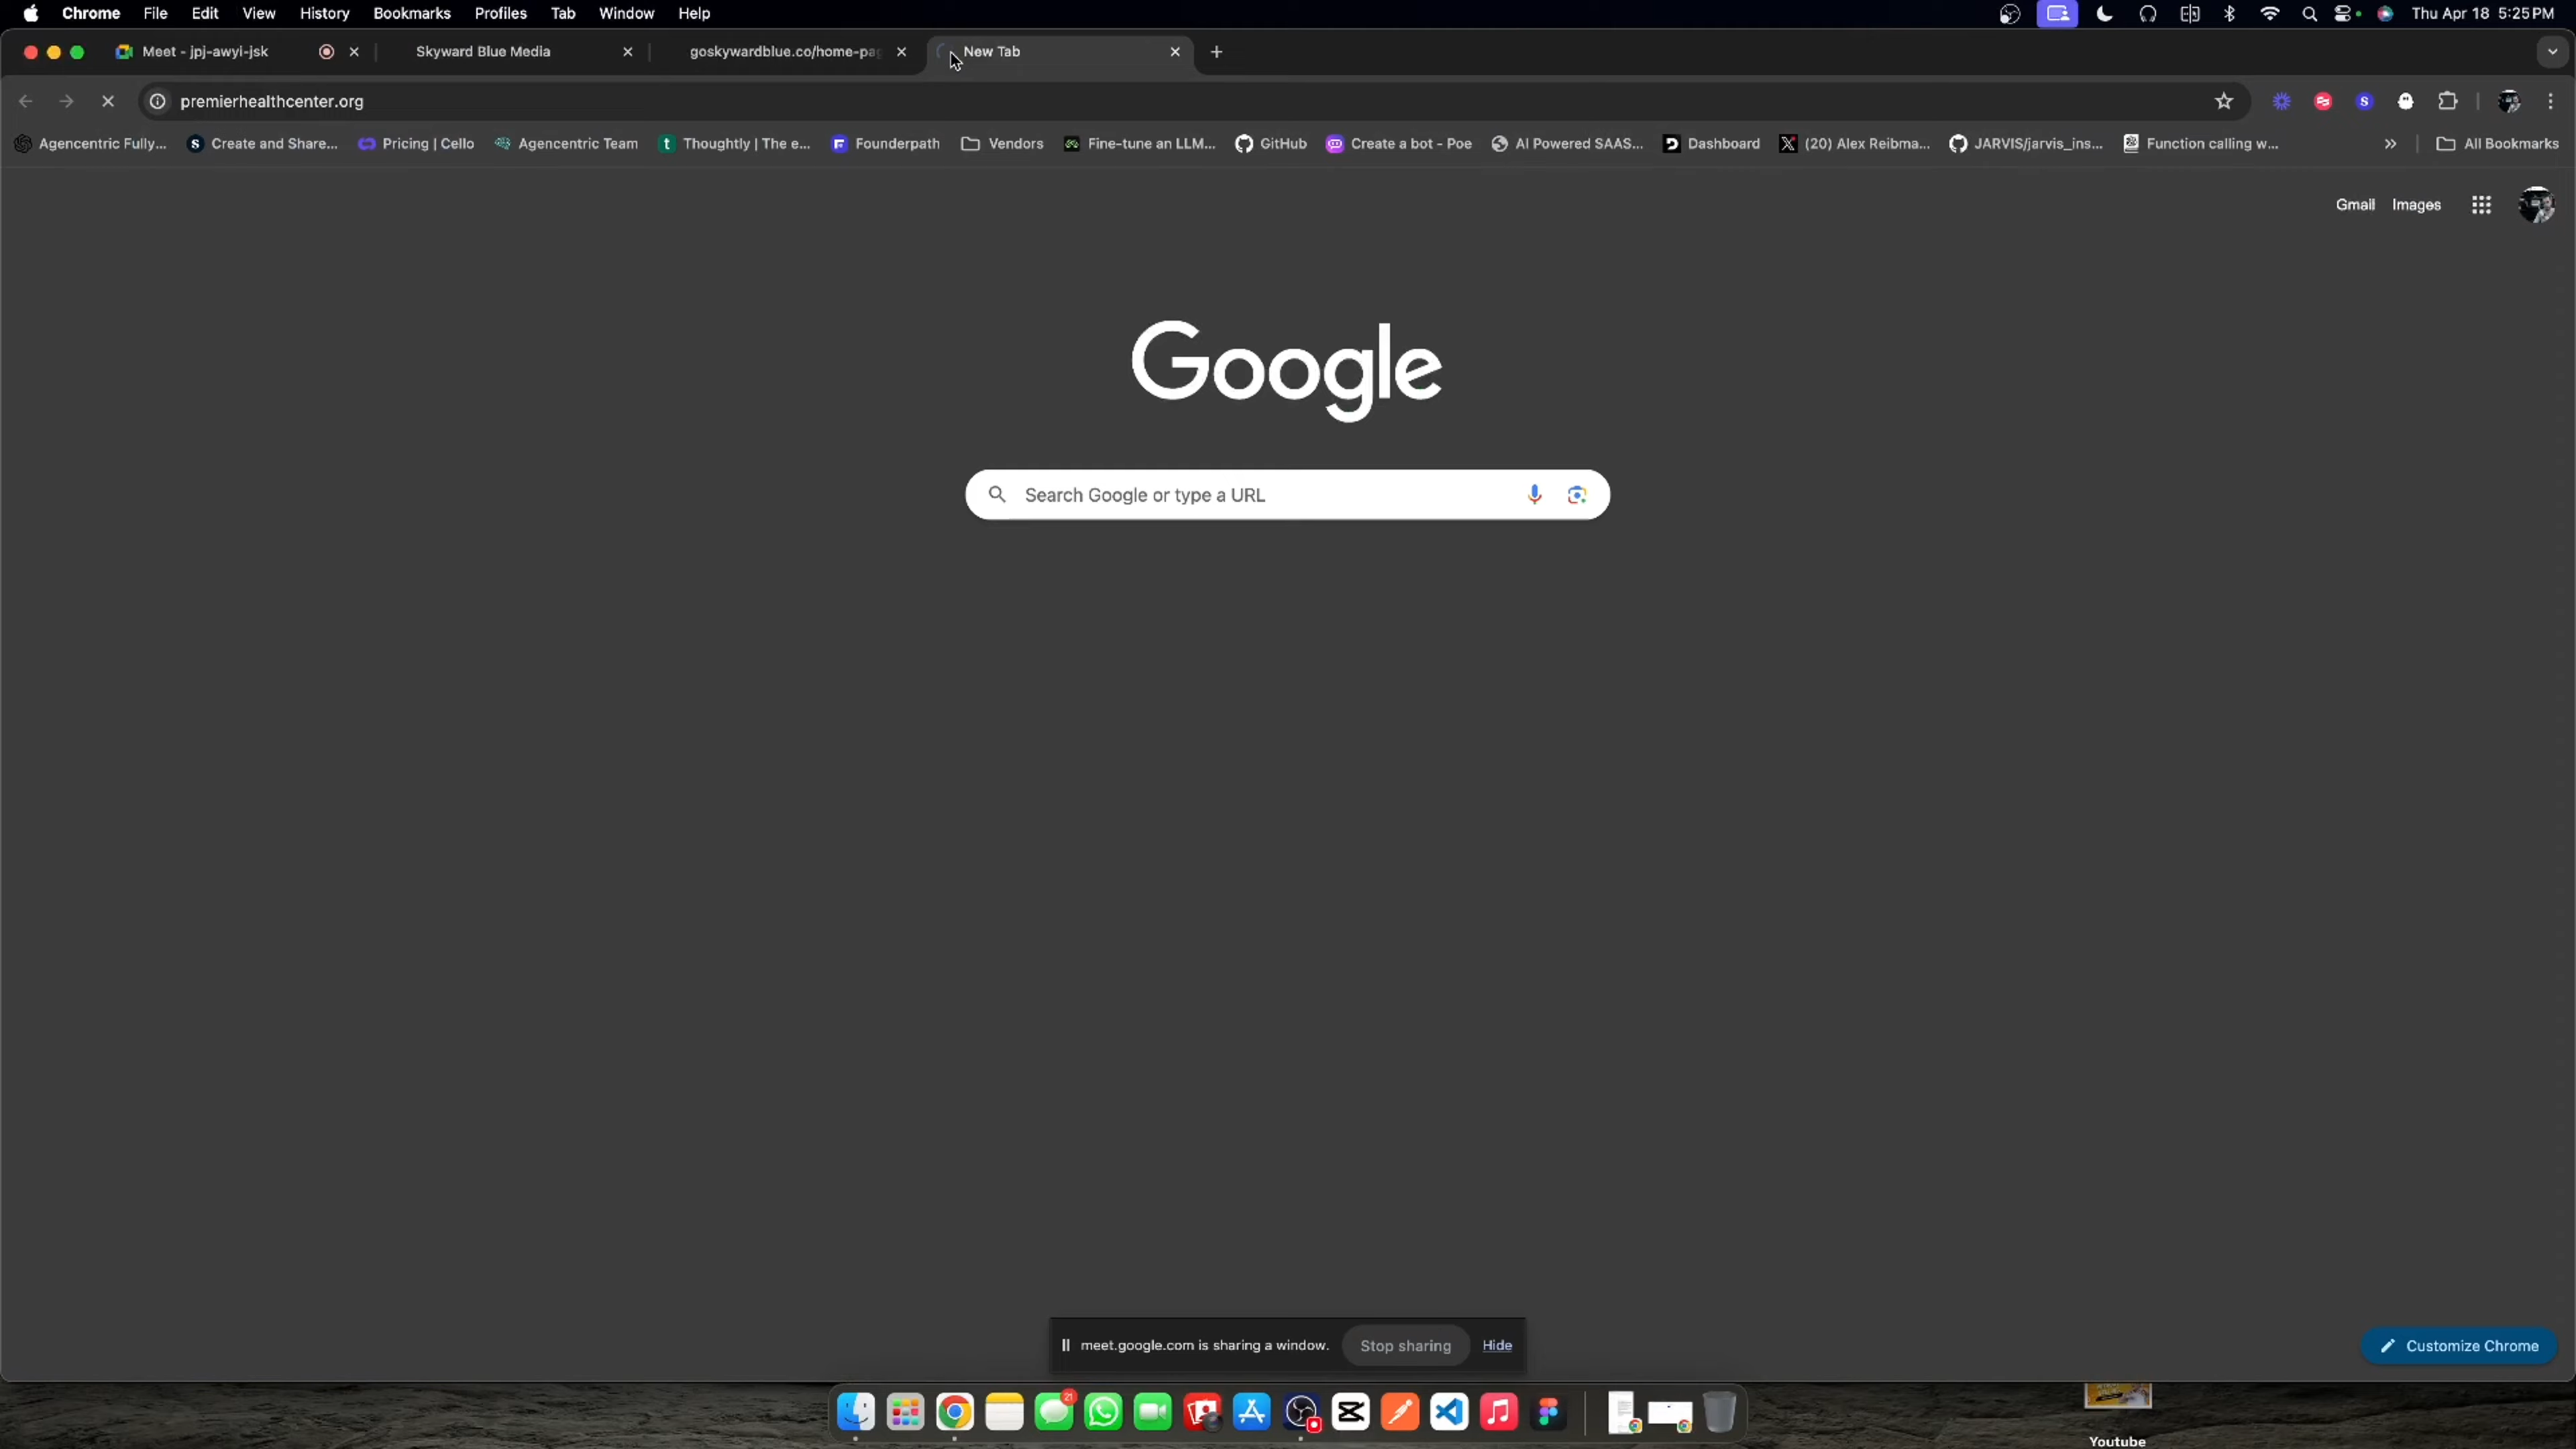 Chrome File Edit View History Bookmarks Profiles Tab Window Help Thu Apr 18 5:25 PM
Meet - jpj-awyi-jsk Skyward Blue Media goskywardblue.co/home-pag New Tab
premierhealthcenter.org
Agencentric Fully... Create and Share... Pricing | Cello Agencentric Team Thoughtly | The e... Founderpath Vendors Fine-tune an LLM... GitHub Create a bot - Poe AI Powered SAAS... Dashboard (20) Alex Reibma... JARVIS/jarvis_ins... Function calling w... » All Bookmarks
Gmail Images
Google
Search Google or type a URL
meet.google.com is sharing a window. Stop sharing Hide
Customize Chrome
21
Youtube